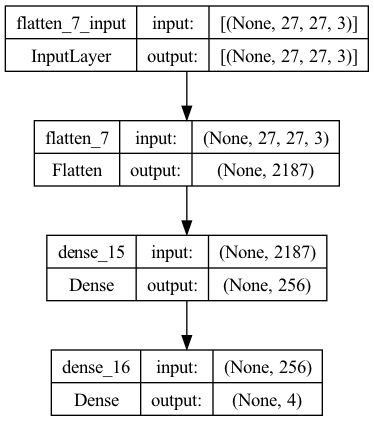 flatten_7_input input: [(None, 27, 27, 3)]
InputLayer output: [(None, 27, 27, 3)]
flatten_7 input: (None, 27, 27, 3)
Flatten output: (None, 2187)
dense_15 input: (None, 2187)
Dense output: (None, 256)
dense_16 input: (None, 256)
Dense output: (None, 4)